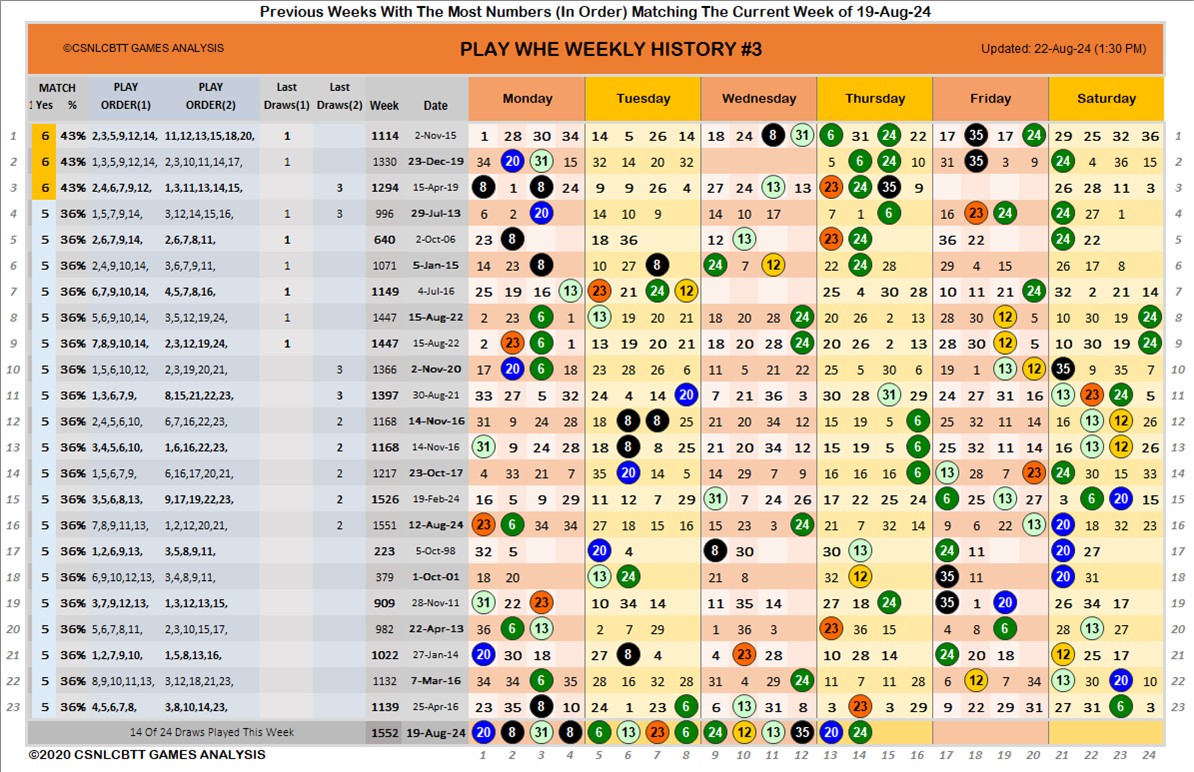 Previous Weeks With The Most Numbers (In Order) Matching The Current Week of 19-Aug-24
©CSNLCBTT GAMES ANALYSIS PLAY WHE WEEKLY HISTORY #3 Updated: 22-Aug-24 (1:30 PM)
MATCH PLAY PLAY Last Last
1 Yes % ORDER(1) ORDER(2) Draws(1) Draws(2) Week Date Monday Tuesday Wednesday Thursday Friday Saturday
1 6 43% 2,3,5,10,12,14, 11,12,13,15,18,20, 1 1114 2-Nov-15 1 28 30 34 14 5 26 14 18 24 8 31 6 31 24 22 17 35 17 24 29 25 32 36 1
2 6 43% 1,3,5,9,12,14, 2,3,10,11,14,17, 1 1330 23-Dec-19 34 20 31 15 32 14 20 32 5 6 24 10 31 35 3 9 24 4 36 15 2
3 6 43% 2,4,6,7,9,12, 1,3,11,13,14,15, 3 1294 15-Apr-19 8 1 8 24 9 9 26 4 27 24 13 13 23 24 35 9 26 28 11 3 3
4 5 36% 1,5,7,9,14, 3,12,14,15,16, 1 3 996 29-Jul-13 6 2 20 14 10 9 14 10 17 7 1 6 16 23 24 24 27 1 4
5 5 36% 2,6,7,9,14, 2,6,7,8,11, 1 640 2-Oct-06 23 8 18 36 12 13 23 24 36 22 24 22 5
6 5 36% 2,4,9,10,14, 3,6,7,9,11, 1 1071 5-Jan-15 14 23 8 10 27 8 24 7 12 22 24 28 29 4 15 26 17 8 6
7 5 36% 6,7,9,10,14, 4,5,7,8,16, 1 1149 4-Jul-16 25 19 16 13 23 21 24 12 25 4 30 28 10 11 21 24 32 2 21 14 7
8 5 36% 5,6,9,10,14, 3,5,12,19,24, 1 1447 15-Aug-22 2 23 6 1 13 19 20 21 18 20 28 24 20 26 2 13 28 30 12 5 10 30 19 24 8
9 5 36% 7,8,9,10,14, 2,3,12,19,24, 1 1447 15-Aug-22 2 23 6 1 13 19 20 21 18 20 28 24 20 26 2 13 28 30 12 5 10 30 19 24 9
10 5 36% 1,5,6,10,12, 2,3,19,20,21, 3 1366 2-Nov-20 17 20 6 18 23 28 26 6 11 5 21 22 25 5 30 6 19 1 13 12 35 9 35 7 10
11 5 36% 1,3,6,7,9, 8,15,21,22,23, 3 1397 30-Aug-21 33 27 5 32 24 4 14 20 7 21 36 3 30 28 31 29 24 27 31 16 13 23 24 5 11
12 5 36% 2,4,5,6,10, 6,7,16,22,23, 2 1168 14-Nov-16 31 9 24 28 18 8 8 25 21 20 34 12 15 19 5 6 25 32 11 14 16 13 12 26 12
13 5 36% 3,4,5,6,10, 1,6,16,22,23, 2 1168 14-Nov-16 31 9 24 28 18 8 8 25 21 20 34 12 15 19 5 6 25 32 11 14 16 13 12 26 13
14 5 36% 1,5,6,7,9, 6,16,17,20,21, 2 1217 23-Oct-17 4 33 21 7 35 20 14 5 14 29 7 9 16 16 16 6 13 28 7 23 24 30 15 33 14
15 5 36% 3,5,6,8,13, 9,17,19,22,23, 2 1526 19-Feb-24 16 5 9 29 11 12 7 29 31 7 24 26 17 22 25 24 6 25 13 27 3 6 20 15 15
16 5 36% 7,8,9,11,13, 1,2,12,20,21, 2 1551 12-Aug-24 23 6 34 34 27 18 15 16 15 23 3 24 21 7 32 14 9 6 22 13 20 18 32 23 16
17 5 36% 1,2,6,9,13, 3,5,8,9,11, 223 5-Oct-98 32 5 20 4 8 30 30 13 24 11 20 27 17
18 5 36% 6,9,10,12,13, 3,4,8,9,11, 379 1-Oct-01 18 20 13 24 21 8 32 12 35 11 20 31 18
19 5 36% 3,7,9,12,13, 1,3,12,13,15, 909 28-Nov-11 31 22 23 10 34 14 11 35 14 27 18 24 35 1 20 26 34 17 19
20 5 36% 5,6,7,8,11, 2,3,10,15,17, 982 22-Apr-13 36 6 13 2 7 29 1 36 3 23 36 15 4 8 6 28 13 27 20
21 5 36% 1,2,7,9,10, 1,5,8,13,16, 1022 27-Jan-14 20 30 18 27 8 4 4 23 28 10 28 14 24 20 18 12 25 17 21
22 5 36% 8,9,10,11,13, 3,12,18,21,23, 1132 7-Mar-16 34 34 6 35 28 16 32 28 31 4 29 24 11 7 11 28 6 12 7 34 13 30 20 10 22
23 5 36% 4,5,6,7,8, 3,8,10,14,23, 1139 25-Apr-16 23 35 8 10 24 1 23 6 6 13 31 8 3 23 3 29 9 22 29 31 27 31 6 3 23
14 Of 24 Draws Played This Week 1552 19-Aug-24 20 8 31 8 6 13 23 6 24 12 13 35 20 24
©2020 CSNLCBTT GAMES ANALYSIS 1 2 3 4 5 6 7 8 9 10 11 12 13 14 15 16 17 18 19 20 21 22 23 24